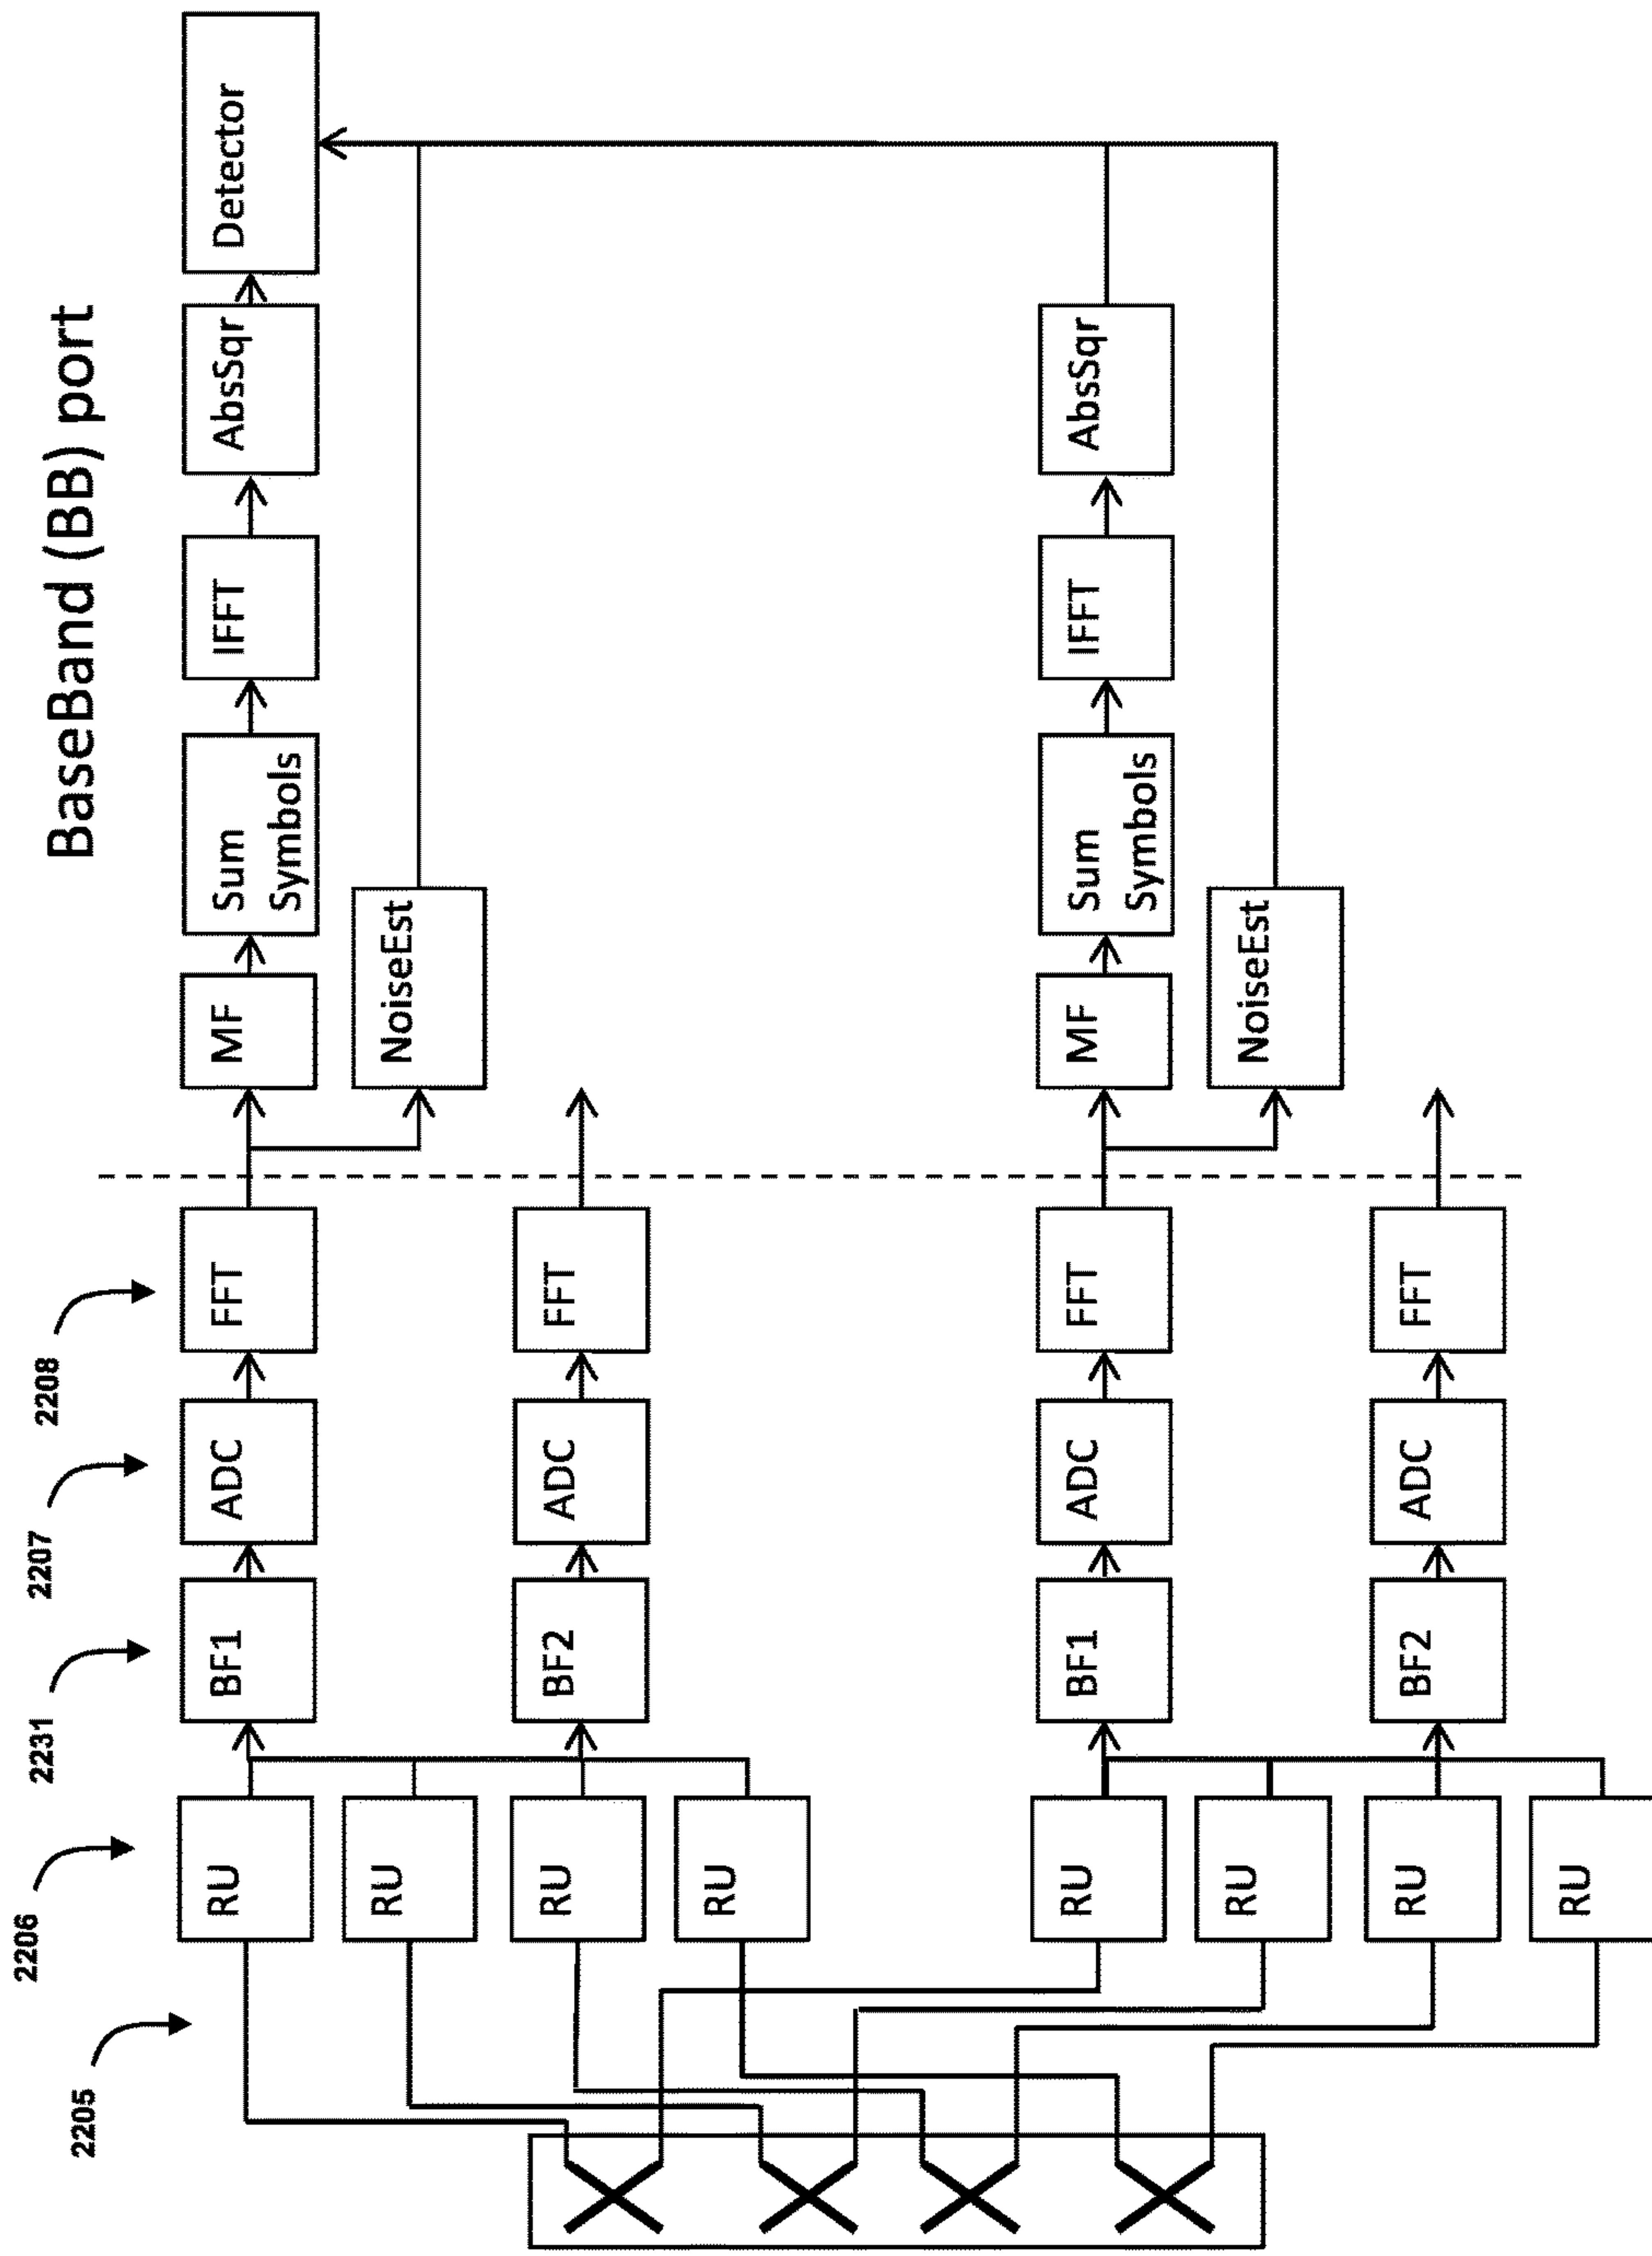 BaseBand (BB) port
2205
2206
2231
2207
2208
RU
BF1
ADC
FFT
MF
Sum
Symbols
IFFT
AbsSqr
Detector
RU
NoiseEst
RU
BF2
ADC
FFT
RU
RU
BF1
ADC
FFT
MF
Sum
Symbols
IFFT
AbsSqr
RU
NoiseEst
RU
BF2
ADC
FFT
RU